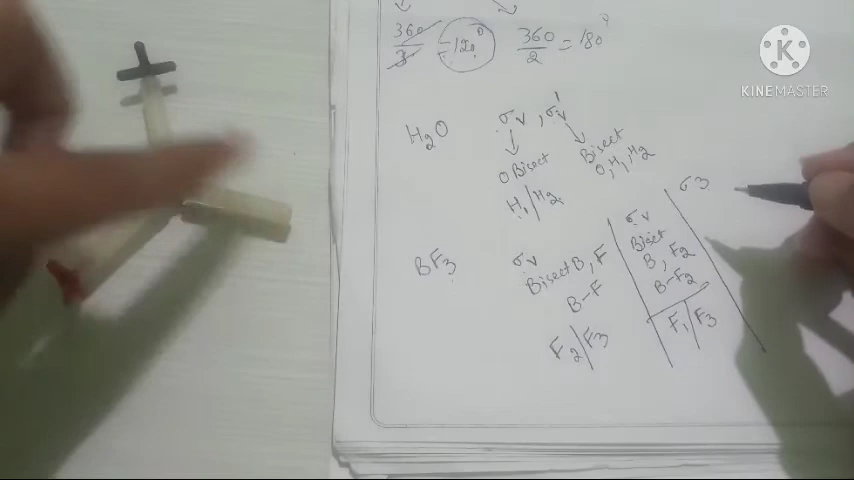 360/3 = 120°
360/2 = 180°
KINEMASTER
H2O σv , σv'
O Bisect
H1/H2
Bisect
O, H1, H2
BF3
σv
Bisect B, F
B-F
F2/F3
σv
Bisect
B, F2
B-F2
F1/F3
σ3